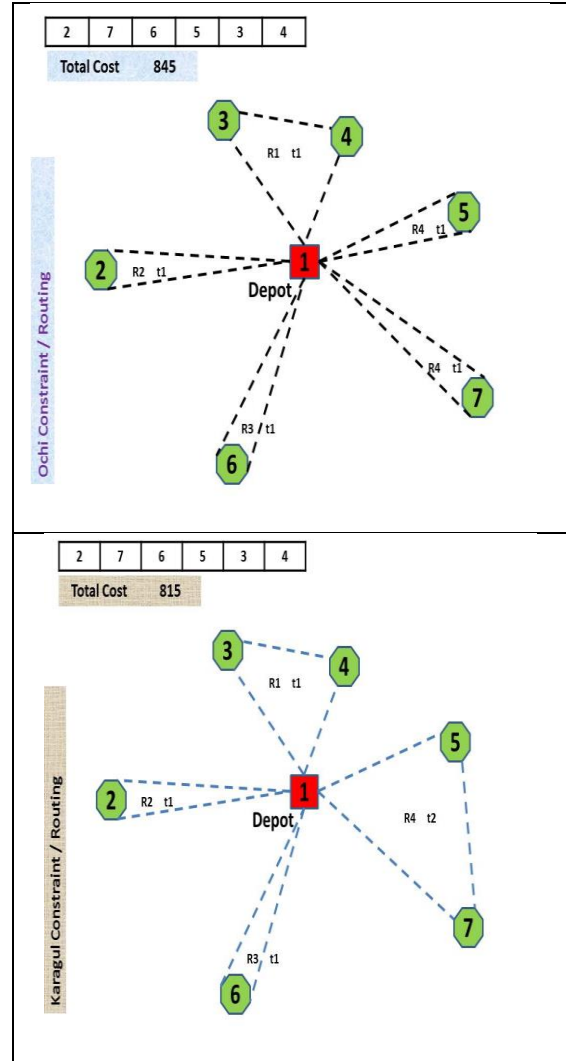 2 7 6 5 3 4
Total Cost 845
3
4
R1 t1
5
R4 t1
2
R2 t1
1
Depot
R4 t1
7
R3 t1
6
Ochi Constraint / Routing
2 7 6 5 3 4
Total Cost 815
3
4
R1 t1
5
2
R2 t1
1
Depot
R4 t2
7
R3 t1
6
Karagul Constraint / Routing